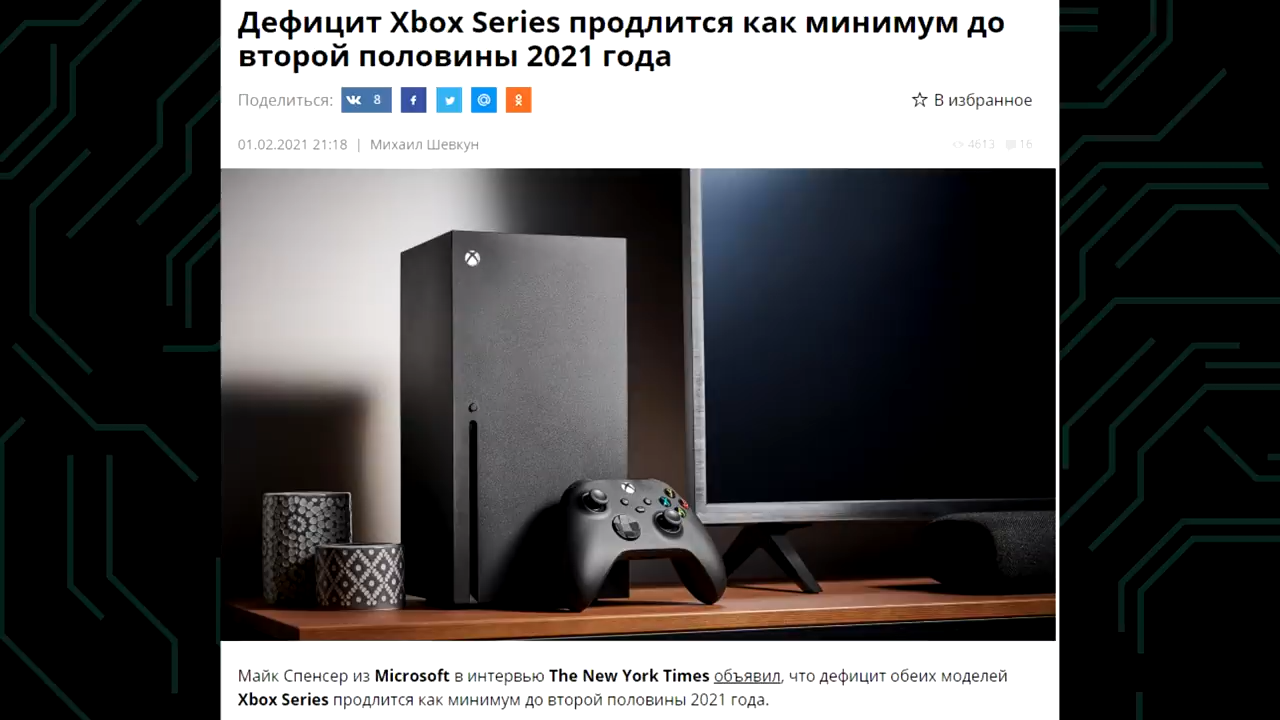 Дефицит Xbox Series продлится как минимум до
второй половины 2021 года
Поделиться: 8 В избранное
01.02.2021 21:18 | Михаил Шевкун 4613 16
Майк Спенсер из Microsoft в интервью The New York Times объявил, что дефицит обеих моделей
Xbox Series продлится как минимум до второй половины 2021 года.